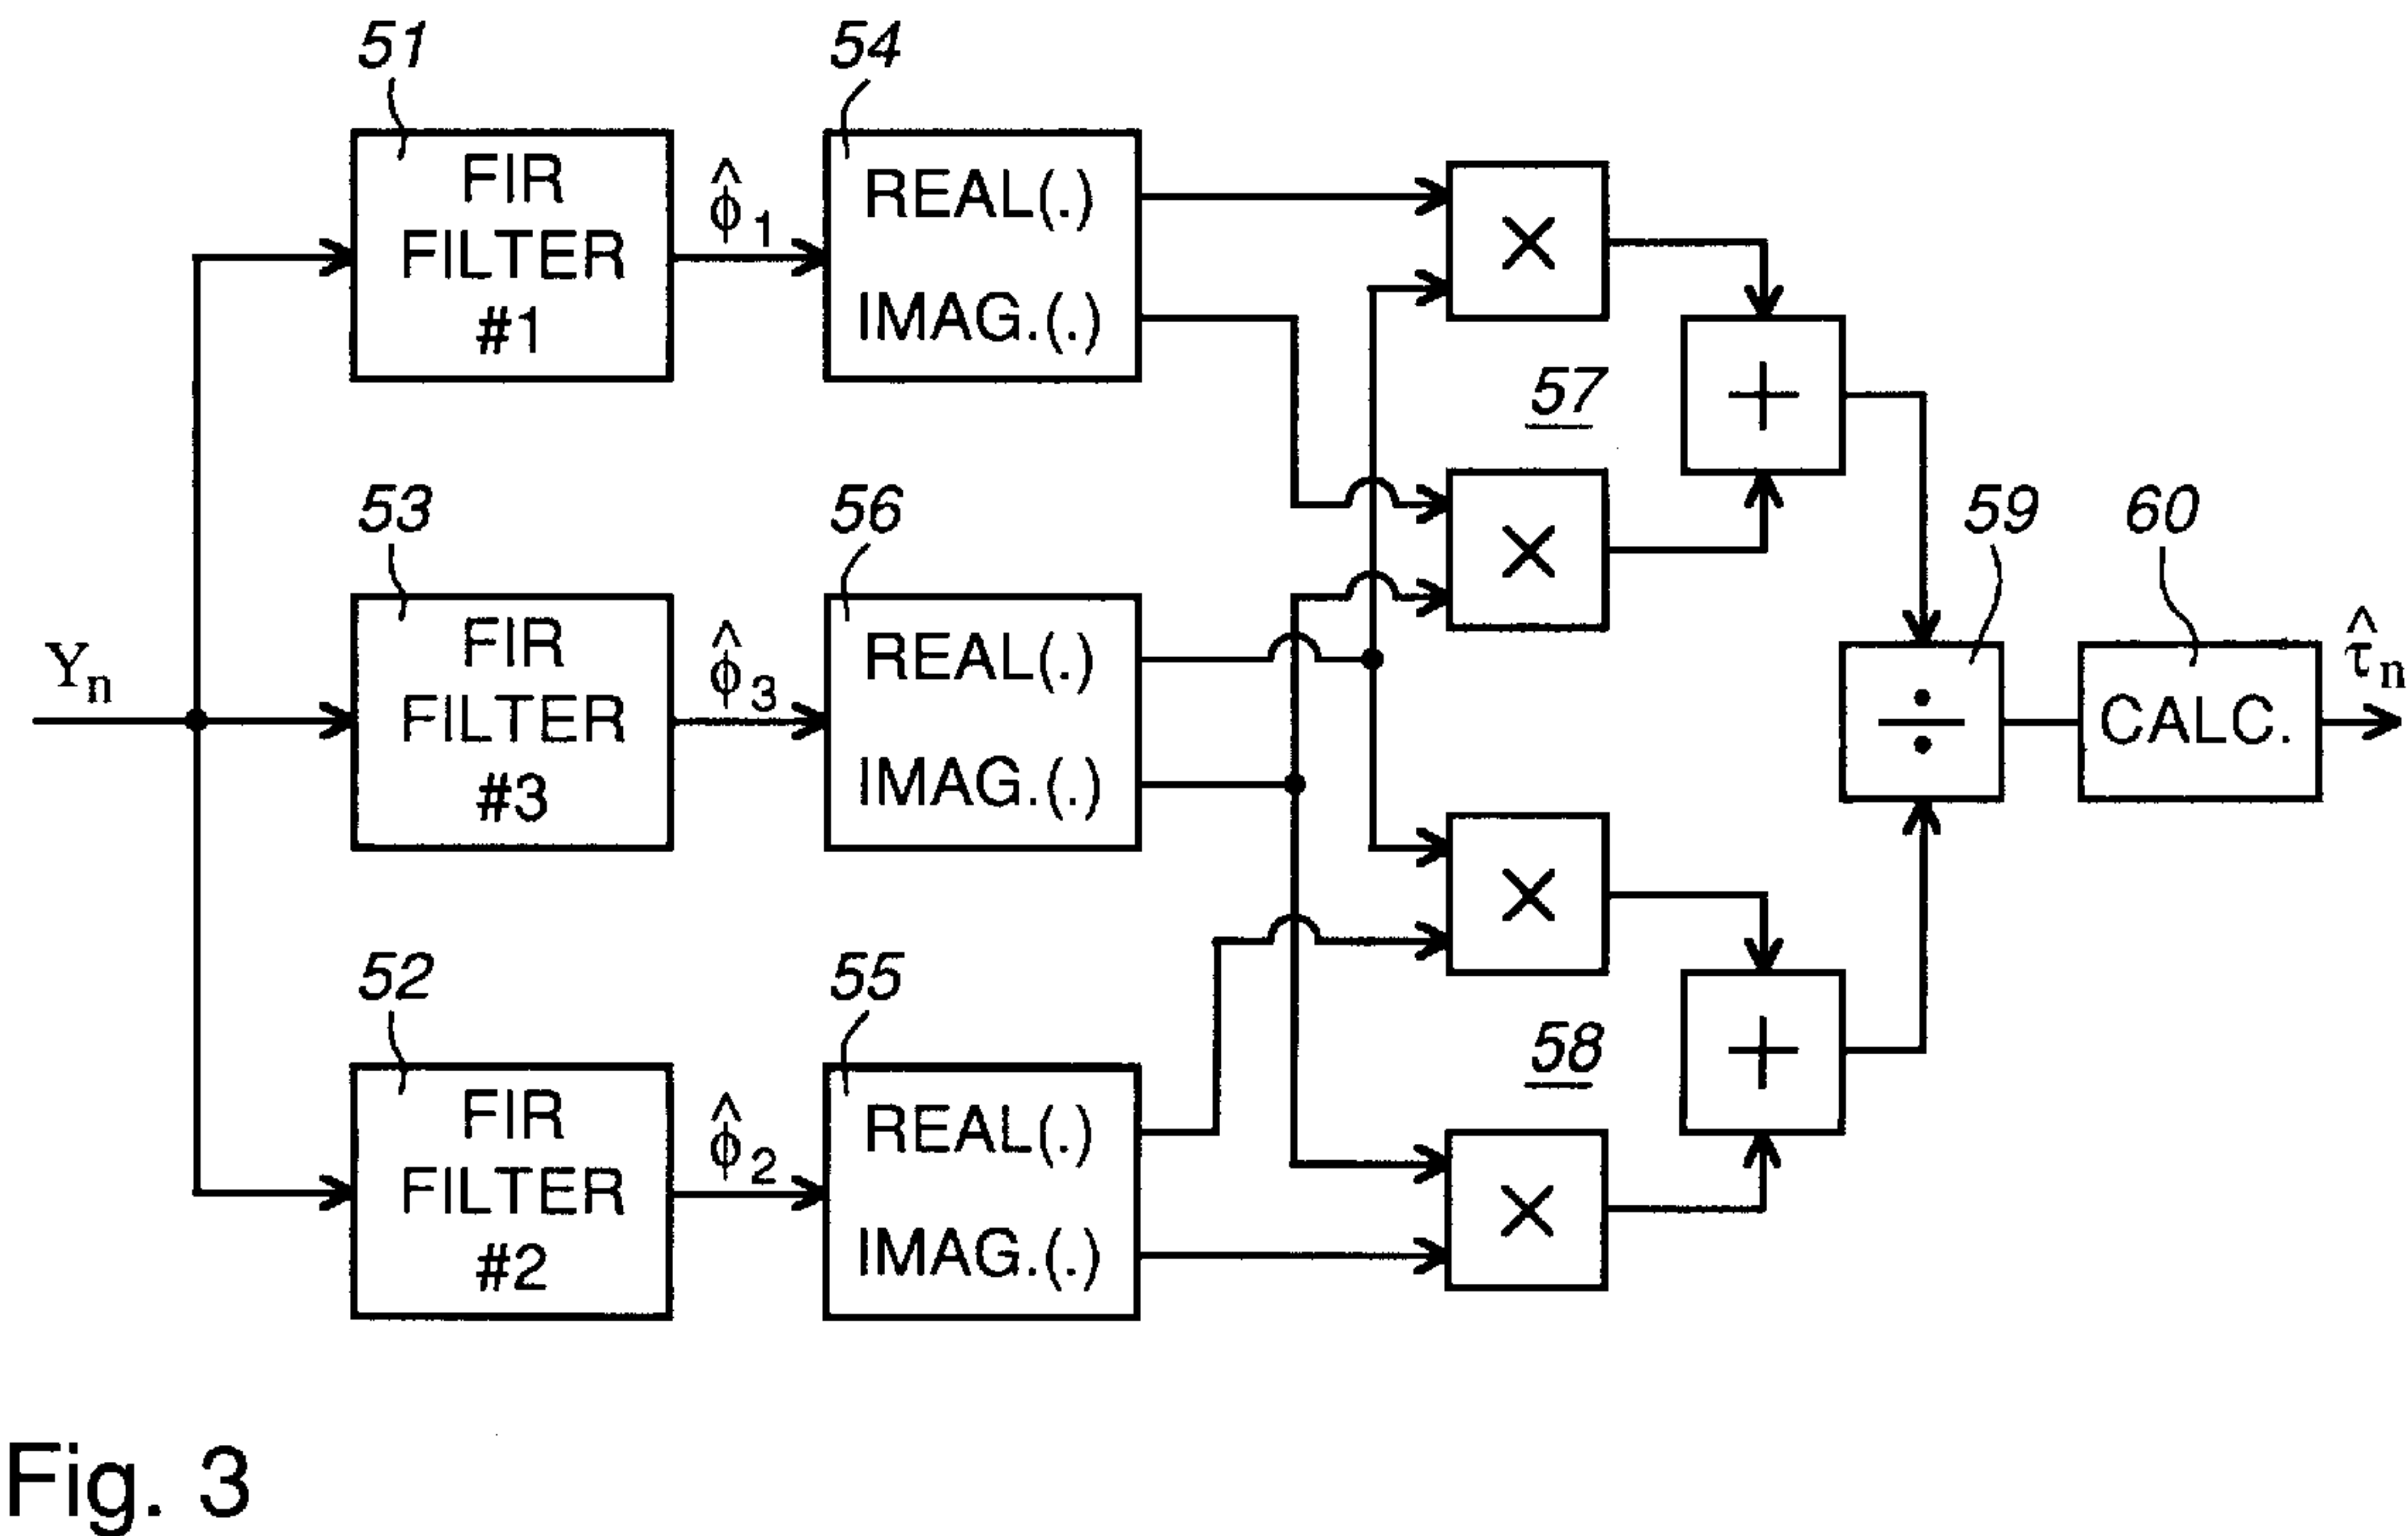 51
54
FIR
FILTER
#1
ϕ̂1
REAL(.)
IMAG.(.)
×
×
57
+
53
56
FIR
FILTER
#3
ϕ̂3
REAL(.)
IMAG.(.)
Yn
59
60
÷
CALC.
τ̂n
52
55
FIR
FILTER
#2
ϕ̂2
REAL(.)
IMAG.(.)
×
×
58
+
Fig. 3